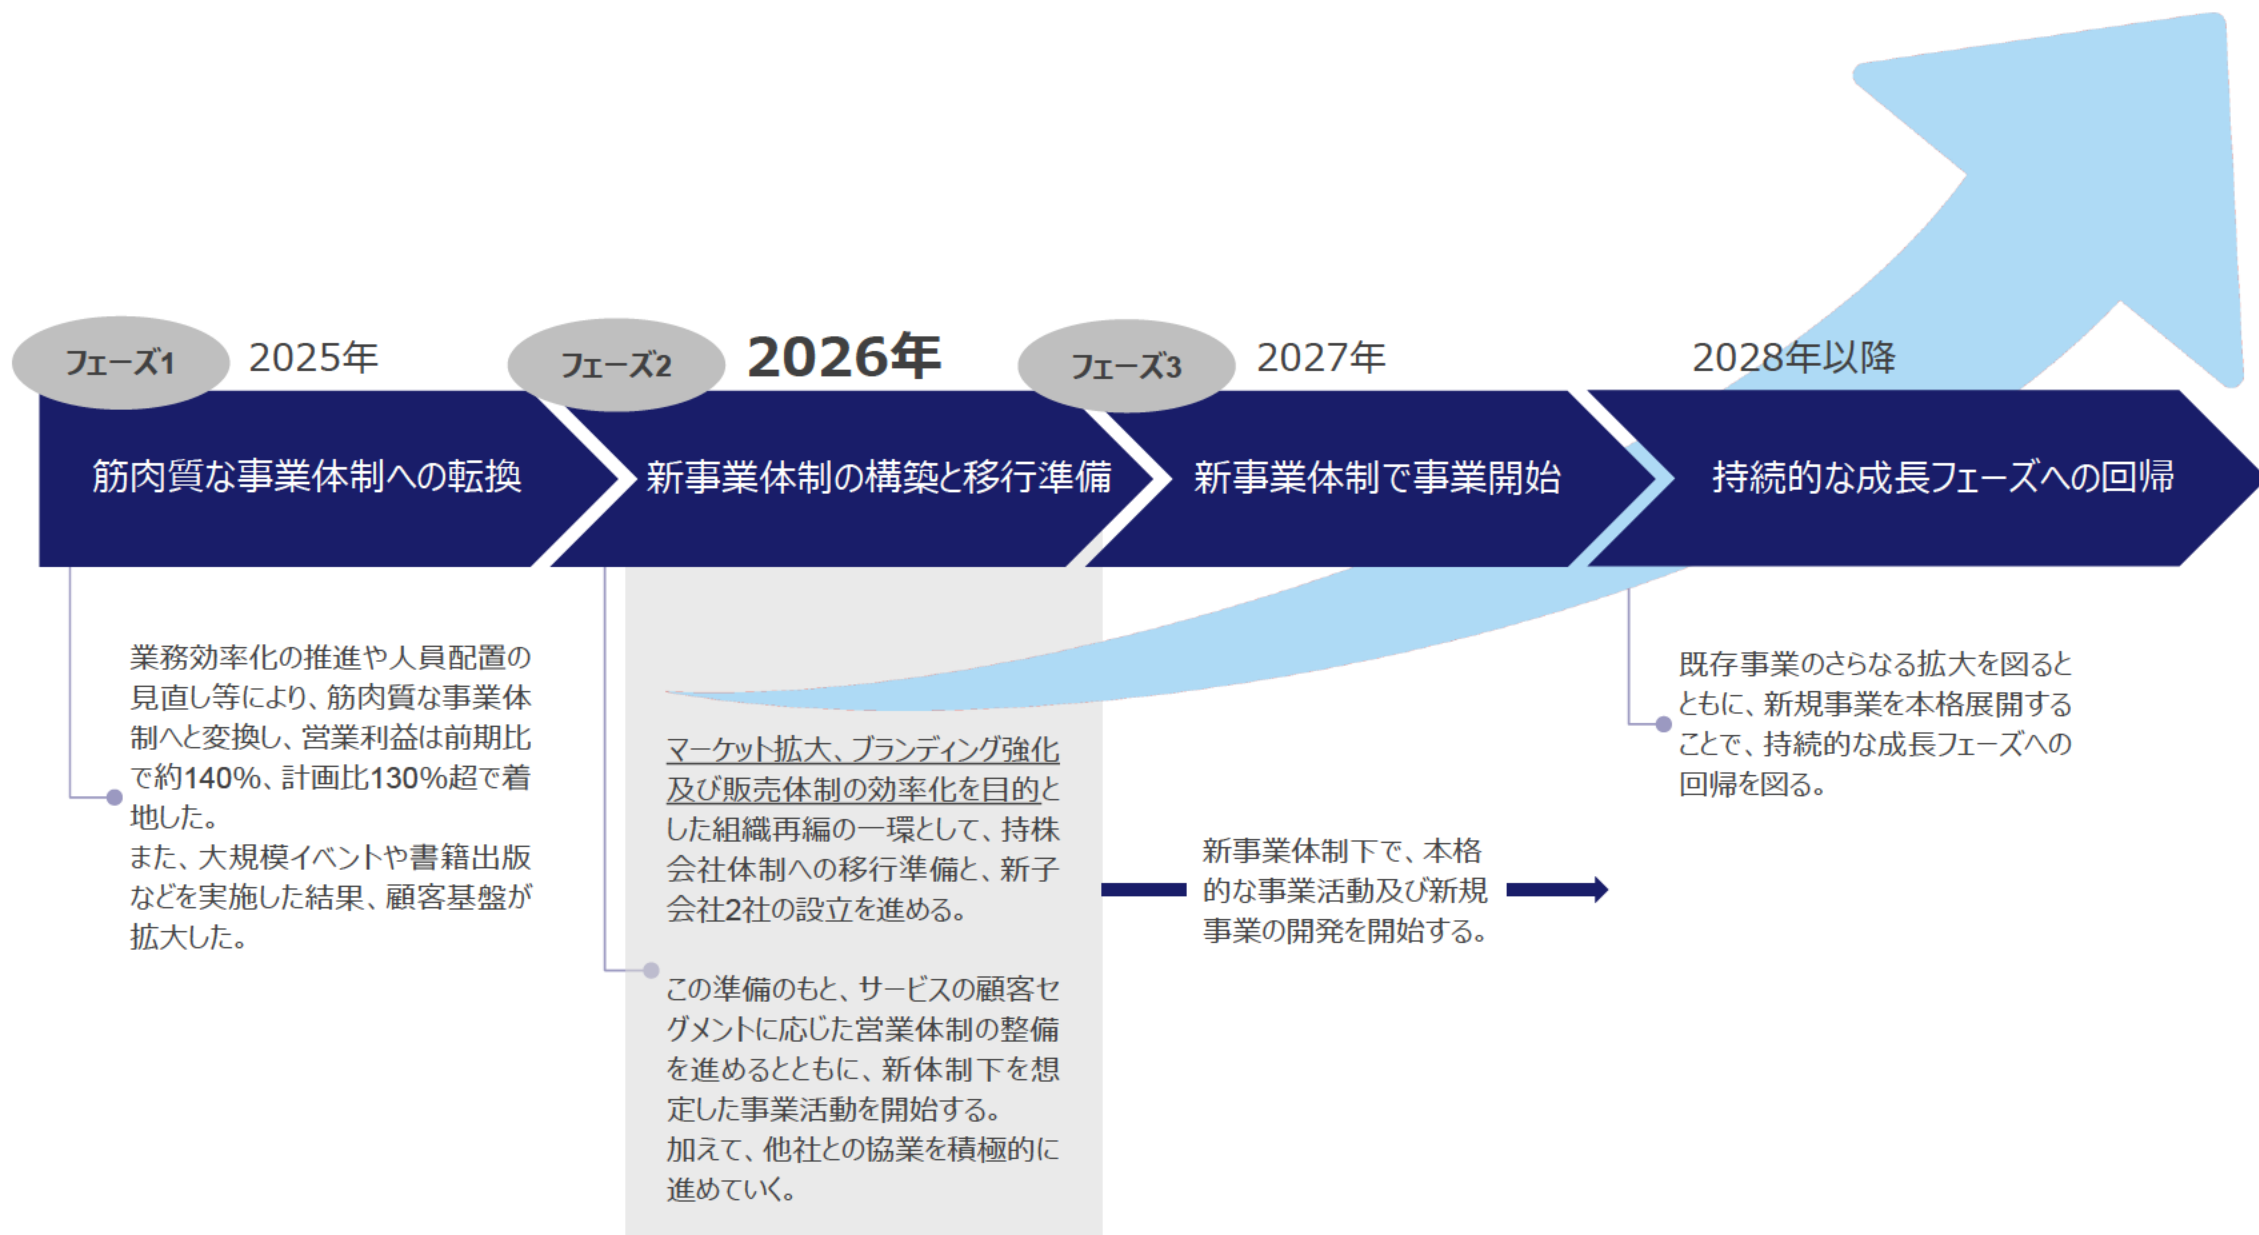 フェーズ1
2025年
フェーズ2
2026年
フェーズ3
2027年
2028年以降
筋肉質な事業体制への転換
新事業体制の構築と移行準備
新事業体制で事業開始
持続的な成長フェーズへの回帰
業務効率化の推進や人員配置の
見直し等により、筋肉質な事業体
制へと変換し、営業利益は前期比
で約140%、計画比130%超で着
地した。
また、大規模イベントや書籍出版
などを実施した結果、顧客基盤が
拡大した。
マーケット拡大、ブランディング強化
及び販売体制の効率化を目的と
した組織再編の一環として、持株
会社体制への移行準備と、新子
会社2社の設立を進める。
この準備のもと、サービスの顧客セ
グメントに応じた営業体制の整備
を進めるとともに、新体制下を想
定した事業活動を開始する。
加えて、他社との協業を積極的に
進めていく。
新事業体制下で、本格
的な事業活動及び新規
事業の開発を開始する。
既存事業のさらなる拡大を図ると
ともに、新規事業を本格展開する
ことで、持続的な成長フェーズへの
回帰を図る。